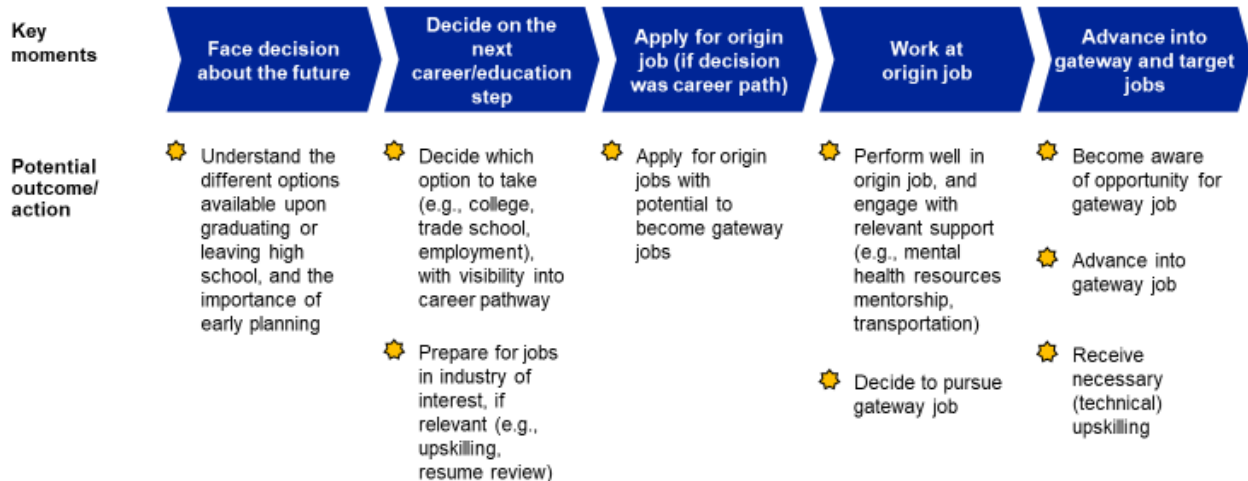 Key
moments
Face decision
about the future
Decide on the
next
career/education
step
Apply for origin
job (if decision
was career path)
Work at
origin job
Advance into
gateway and target
jobs
Potential
outcome/
action
Understand the
different options
available upon
graduating or
leaving high
school, and the
importance of
early planning
Decide which
option to take
(e.g., college,
trade school,
employment),
with visibility into
career pathway
Prepare for jobs
in industry of
interest, if
relevant (e.g.,
upskilling,
resume review)
Apply for origin
jobs with
potential to
become gateway
jobs
Perform well in
origin job, and
engage with
relevant support
(e.g., mental
health resources
mentorship,
transportation)
Decide to pursue
gateway job
Become aware
of opportunity for
gateway job
Advance into
gateway job
Receive
necessary
(technical)
upskilling